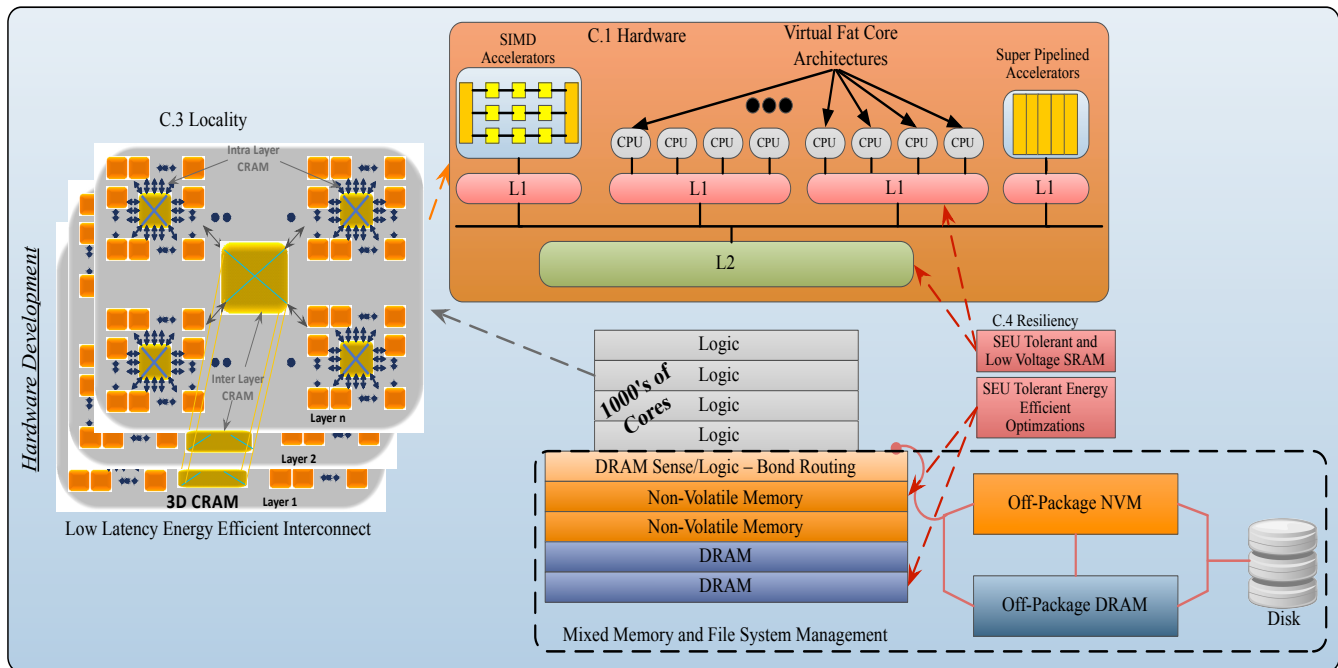 Hardware Development
C.3 Locality
Intra Layer
CRAM
Inter Layer
CRAM
Layer n
Layer 2
3D CRAM
Layer 1
Low Latency Energy Efficient Interconnect
C.1 Hardware
SIMD
Accelerators
Virtual Fat Core
Architectures
Super Pipelined
Accelerators
CPU
CPU
CPU
CPU
CPU
CPU
CPU
CPU
L1
L1
L1
L1
L2
C.4 Resiliency
SEU Tolerant and
Low Voltage SRAM
SEU Tolerant Energy
Efficient
Optimzations
Logic
Logic
Logic
Logic
1000's of
Cores
DRAM Sense/Logic – Bond Routing
Non-Volatile Memory
Non-Volatile Memory
DRAM
DRAM
Off-Package NVM
Off-Package DRAM
Disk
Mixed Memory and File System Management